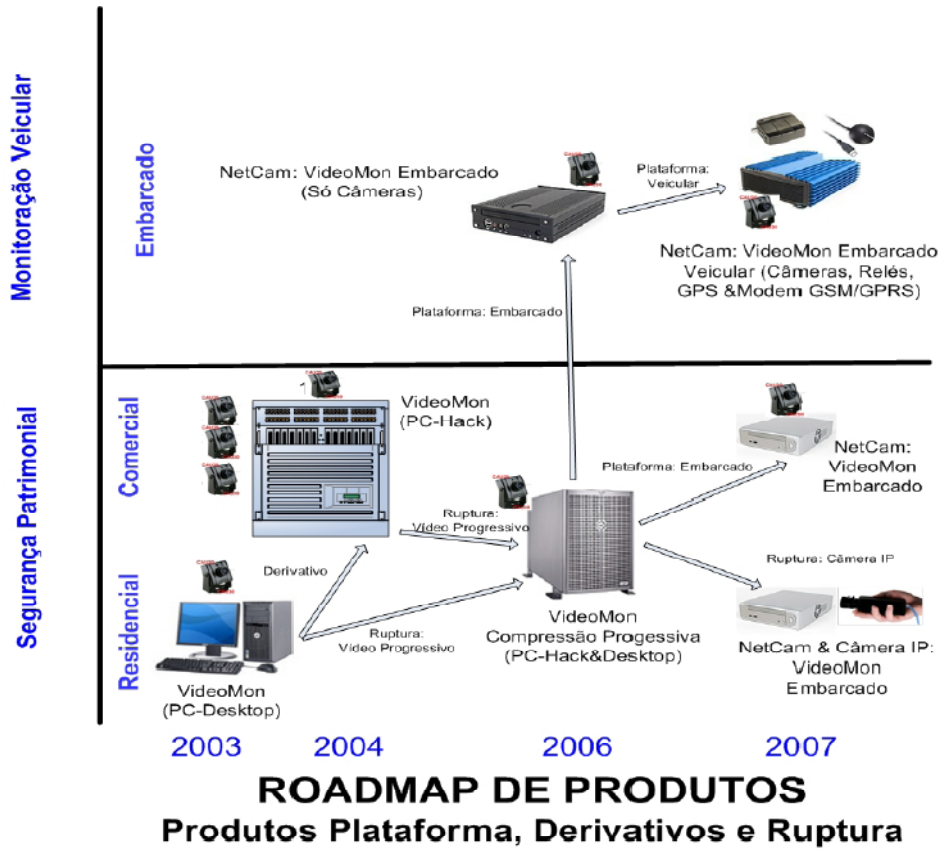 Monitoração Veicular
Embarcado
NetCam: VideoMon Embarcado
(Só Câmeras)
Plataforma:
Veicular
NetCam: VideoMon Embarcado
Veicular (Câmeras, Relés,
GPS &Modem GSM/GPRS)
Plataforma: Embarcado
Segurança Patrimonial
Comercial
VideoMon
(PC-Hack)
Ruptura:
Vídeo Progressivo
Plataforma: Embarcado
NetCam:
VideoMon
Embarcado
Residencial
Derivativo
Ruptura:
Vídeo Progressivo
Ruptura: Câmera IP
VideoMon
(PC-Desktop)
VideoMon
Compressão Progessiva
(PC-Hack&Desktop)
NetCam & Câmera IP:
VideoMon
Embarcado
2003
2004
2006
2007
ROADMAP DE PRODUTOS
Produtos Plataforma, Derivativos e Ruptura